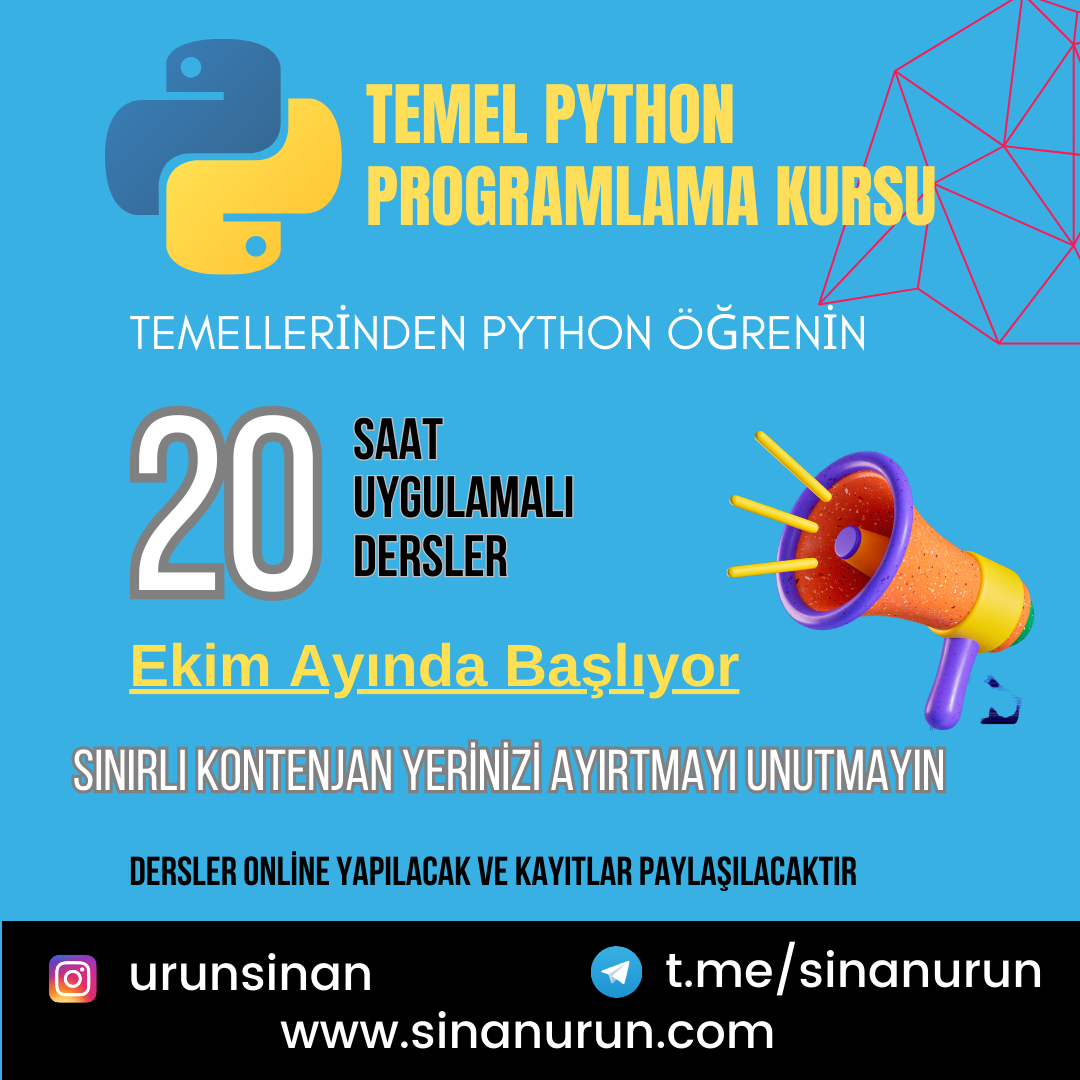 TEMEL PYTHON
PROGRAMLAMA KURSU
TEMELLERİNDEN PYTHON ÖĞRENİN
20
SAAT
UYGULAMALI
DERSLER
Ekim Ayında Başlıyor
SINIRLI KONTENJAN YERİNİZİ AYIRTMAYI UNUTMAYIN
DERSLER ONLİNE YAPILACAK VE KAYITLAR PAYLAŞILACAKTIR
urunsinan
t.me/sinanurun
www.sinanurun.com